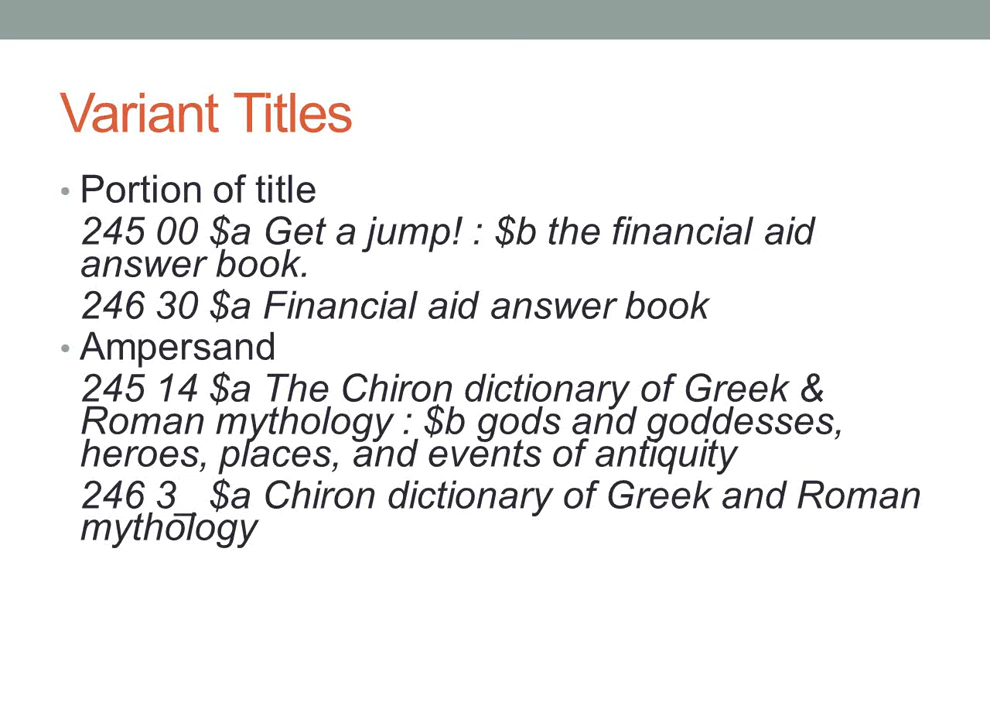 Variant Titles
• Portion of title
245 00 $a Get a jump! : $b the financial aid
answer book.
246 30 $a Financial aid answer book
• Ampersand
245 14 $a The Chiron dictionary of Greek &
Roman mythology : $b gods and goddesses,
heroes, places, and events of antiquity
246 3_ $a Chiron dictionary of Greek and Roman
mythology